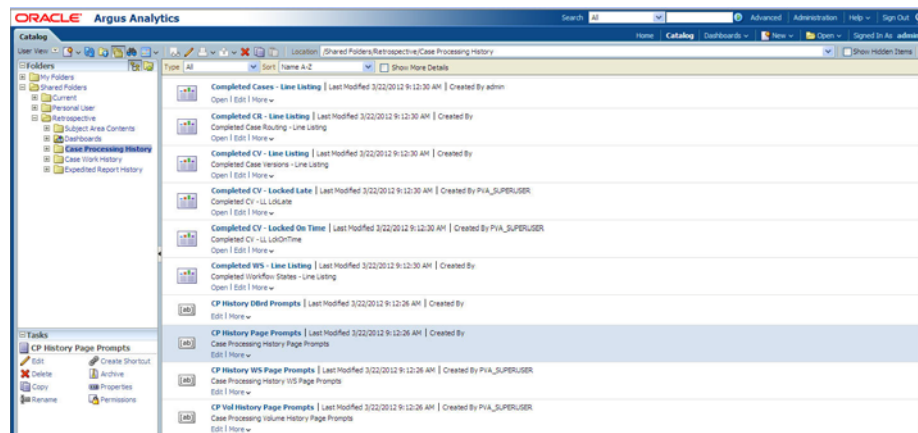 ORACLE Argus Analytics
Search All Advanced Administration Help Sign Out
Catalog
Home Catalog Dashboards New Open Signed In As admin
User View Location /Shared Folders/Retrospective/Case Processing History Show Hidden Items
Folders
My Folders
Shared Folders
Current
Personal User
Retrospective
Subject Area Contents
Dashboards
Case Processing History
Case Work History
Expedited Report History
Type All Sort Name A-Z Show More Details
Completed Cases - Line Listing | Last Modified 3/22/2012 9:12:30 AM | Created By admin
Open | Edit | More
Completed CR - Line Listing | Last Modified 3/22/2012 9:12:30 AM | Created By
Completed Case Routing - Line Listing
Open | Edit | More
Completed CV - Line Listing | Last Modified 3/22/2012 9:12:30 AM | Created By
Completed Case Versions - Line Listing
Open | Edit | More
Completed CV - Locked Late | Last Modified 3/22/2012 9:12:30 AM | Created By PVA_SUPERUSER
Completed CV - LL LckLate
Open | Edit | More
Completed CV - Locked On Time | Last Modified 3/22/2012 9:12:30 AM | Created By PVA_SUPERUSER
Completed CV - LL LckOnTime
Open | Edit | More
Completed WS - Line Listing | Last Modified 3/22/2012 9:12:30 AM | Created By
Completed Workflow States - Line Listing
Open | Edit | More
[ab] CP History DBrd Prompts | Last Modified 3/22/2012 9:12:26 AM | Created By
Edit | More
[ab] CP History Page Prompts | Last Modified 3/22/2012 9:12:26 AM | Created By
Case Processing History Page Prompts
Edit | More
[ab] CP History WS Page Prompts | Last Modified 3/22/2012 9:12:26 AM | Created By PVA_SUPERUSER
Case Processing History WS Page Prompts
Edit | More
[ab] CP Vol History Page Prompts | Last Modified 3/22/2012 9:12:26 AM | Created By PVA_SUPERUSER
Case Processing Volume History Page Prompts
Edit | More
Tasks
CP History Page Prompts
Edit Create Shortcut
Delete Archive
Copy Properties
Rename Permissions